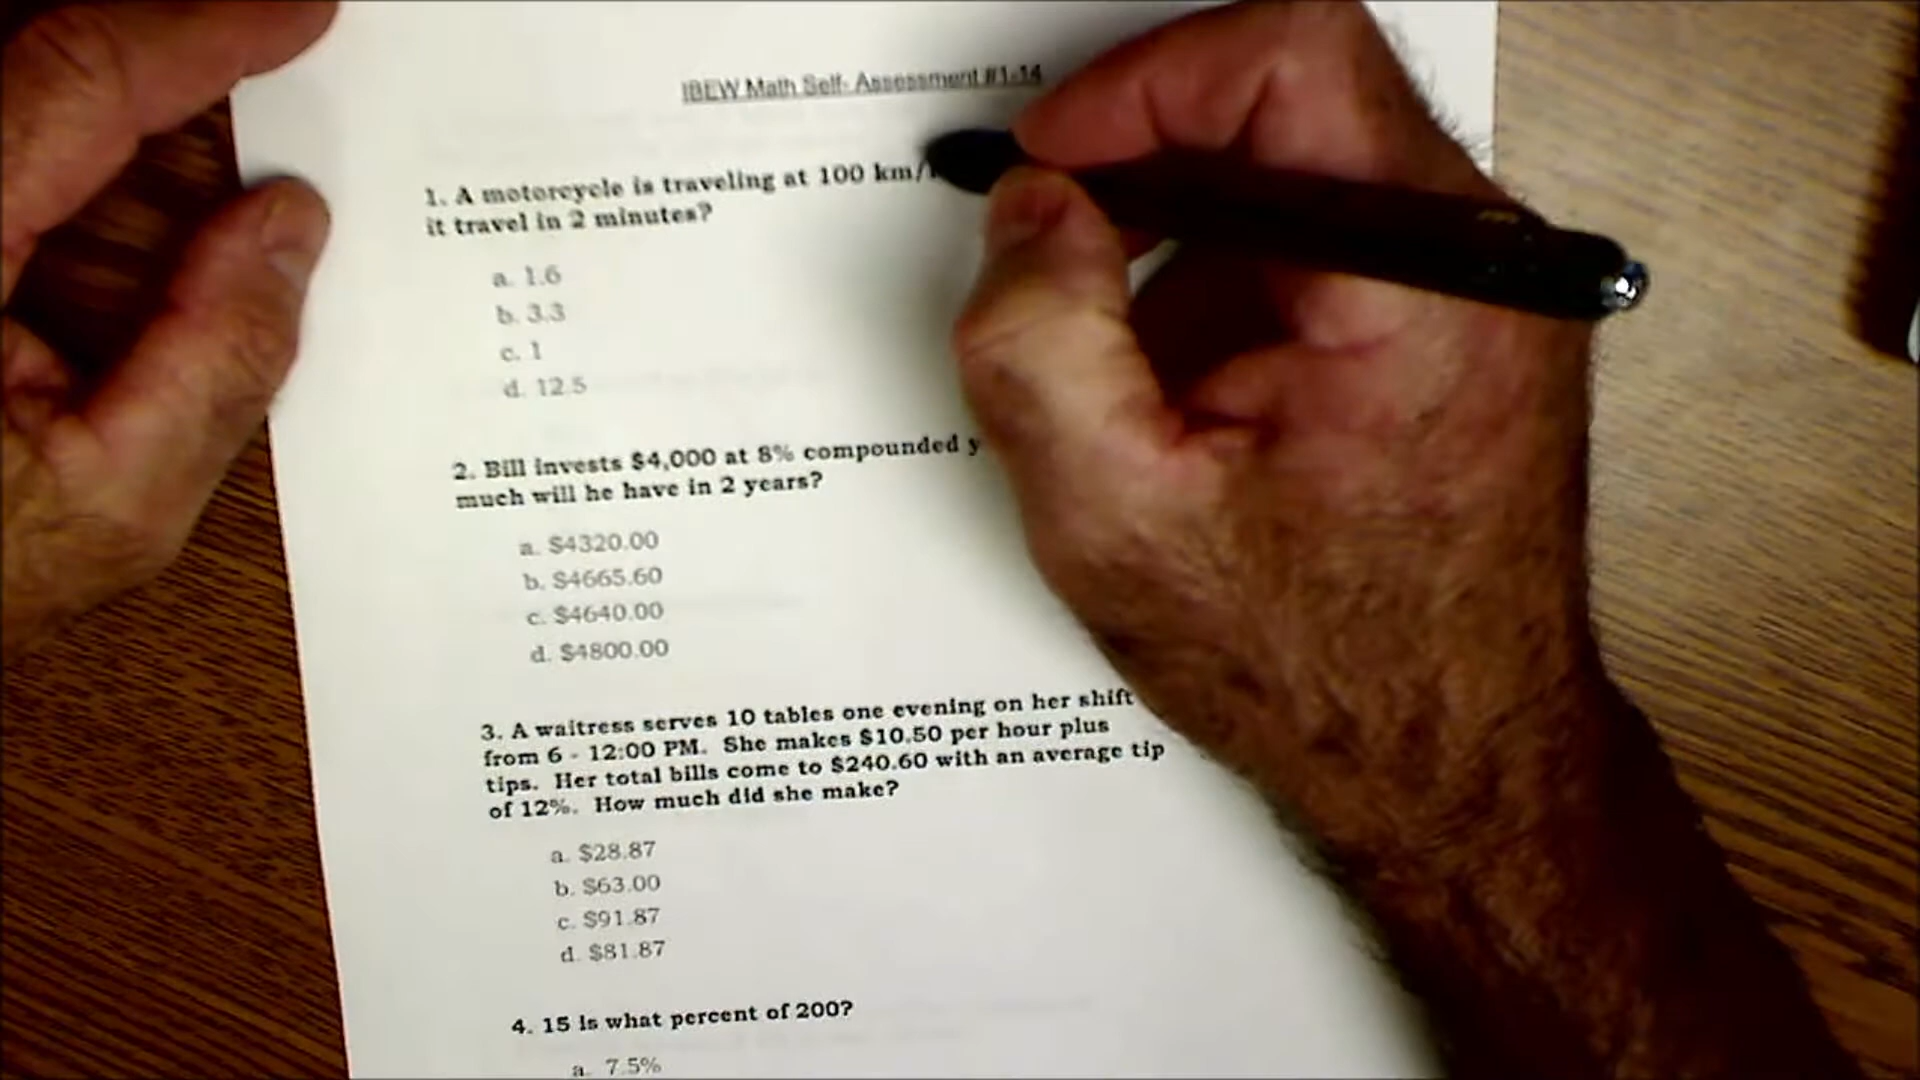 IBEW Math Self- Assessment #1-14
1. A motorcycle is traveling at 100 km/
it travel in 2 minutes?
a. 1.6
b. 3.3
c. 1
d. 12.5
2. Bill invests $4,000 at 8% compounded y
much will he have in 2 years?
a. $4320.00
b. $4665.60
c. $4640.00
d. $4800.00
3. A waitress serves 10 tables one evening on her shift
from 6 - 12:00 PM. She makes $10.50 per hour plus
tips. Her total bills come to $240.60 with an average tip
of 12%. How much did she make?
a. $28.87
b. $63.00
c. $91.87
d. $81.87
4. 15 is what percent of 200?
a. 7.5%